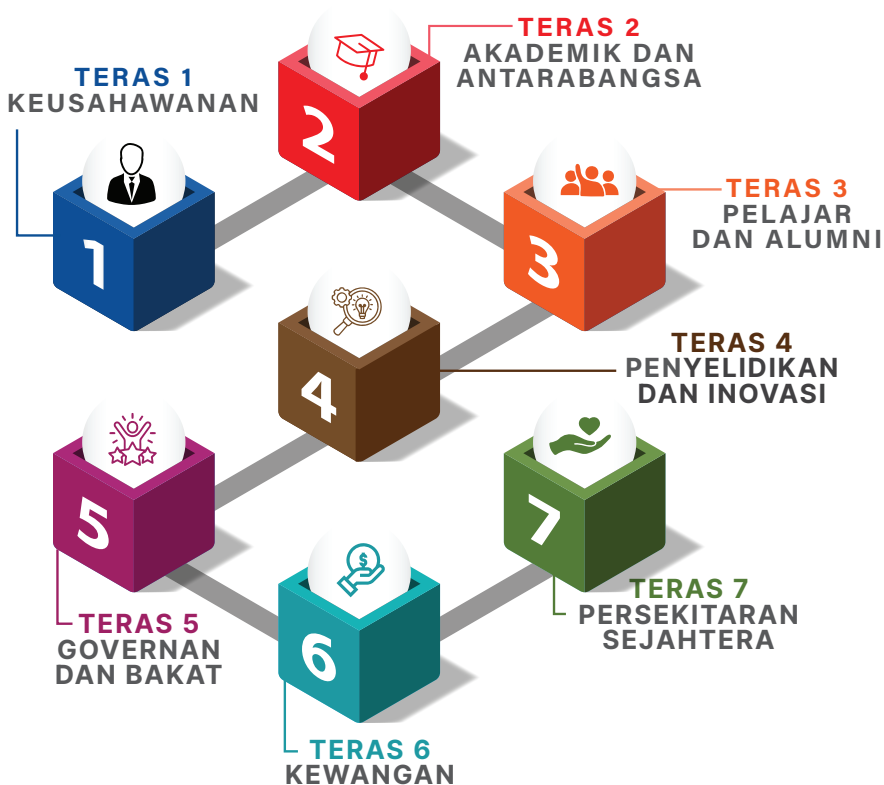 TERAS 1
KEUSAHAWANAN
1
TERAS 2
AKADEMIK DAN
ANTARABANGSA
2
TERAS 3
PELAJAR
DAN ALUMNI
3
TERAS 4
PENYELIDIKAN
DAN INOVASI
4
5
TERAS 5
GOVERNAN
DAN BAKAT
$
6
TERAS 6
KEWANGAN
7
TERAS 7
PERSEKITARAN
SEJAHTERA